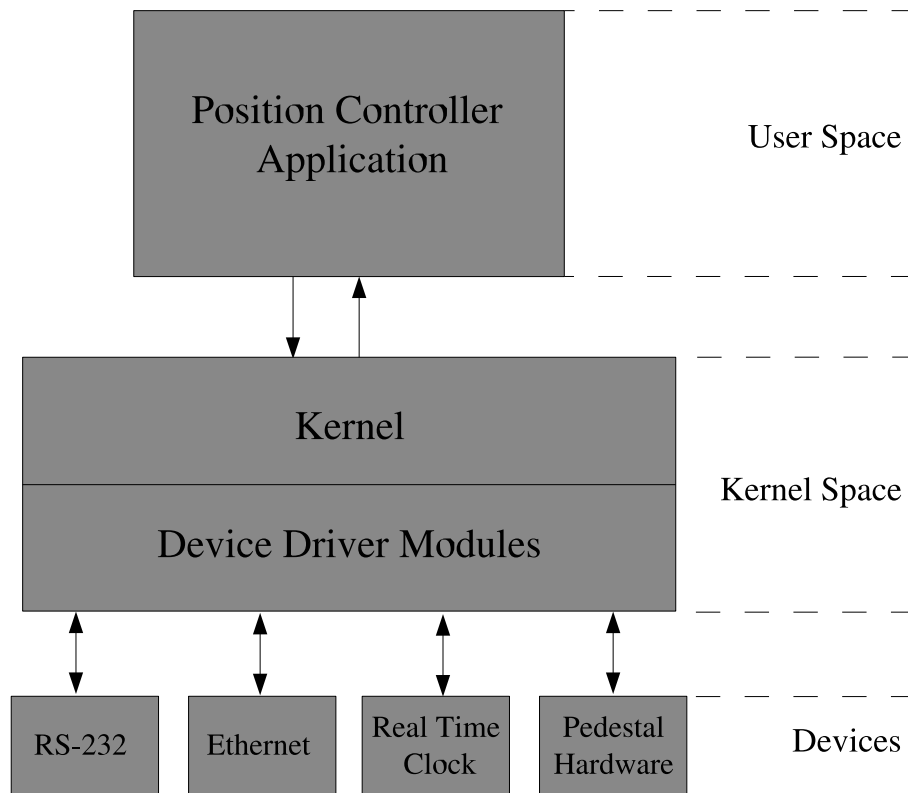 Position Controller
Application
User Space
Kernel
Kernel Space
Device Driver Modules
RS-232
Ethernet
Real Time
Clock
Pedestal
Hardware
Devices